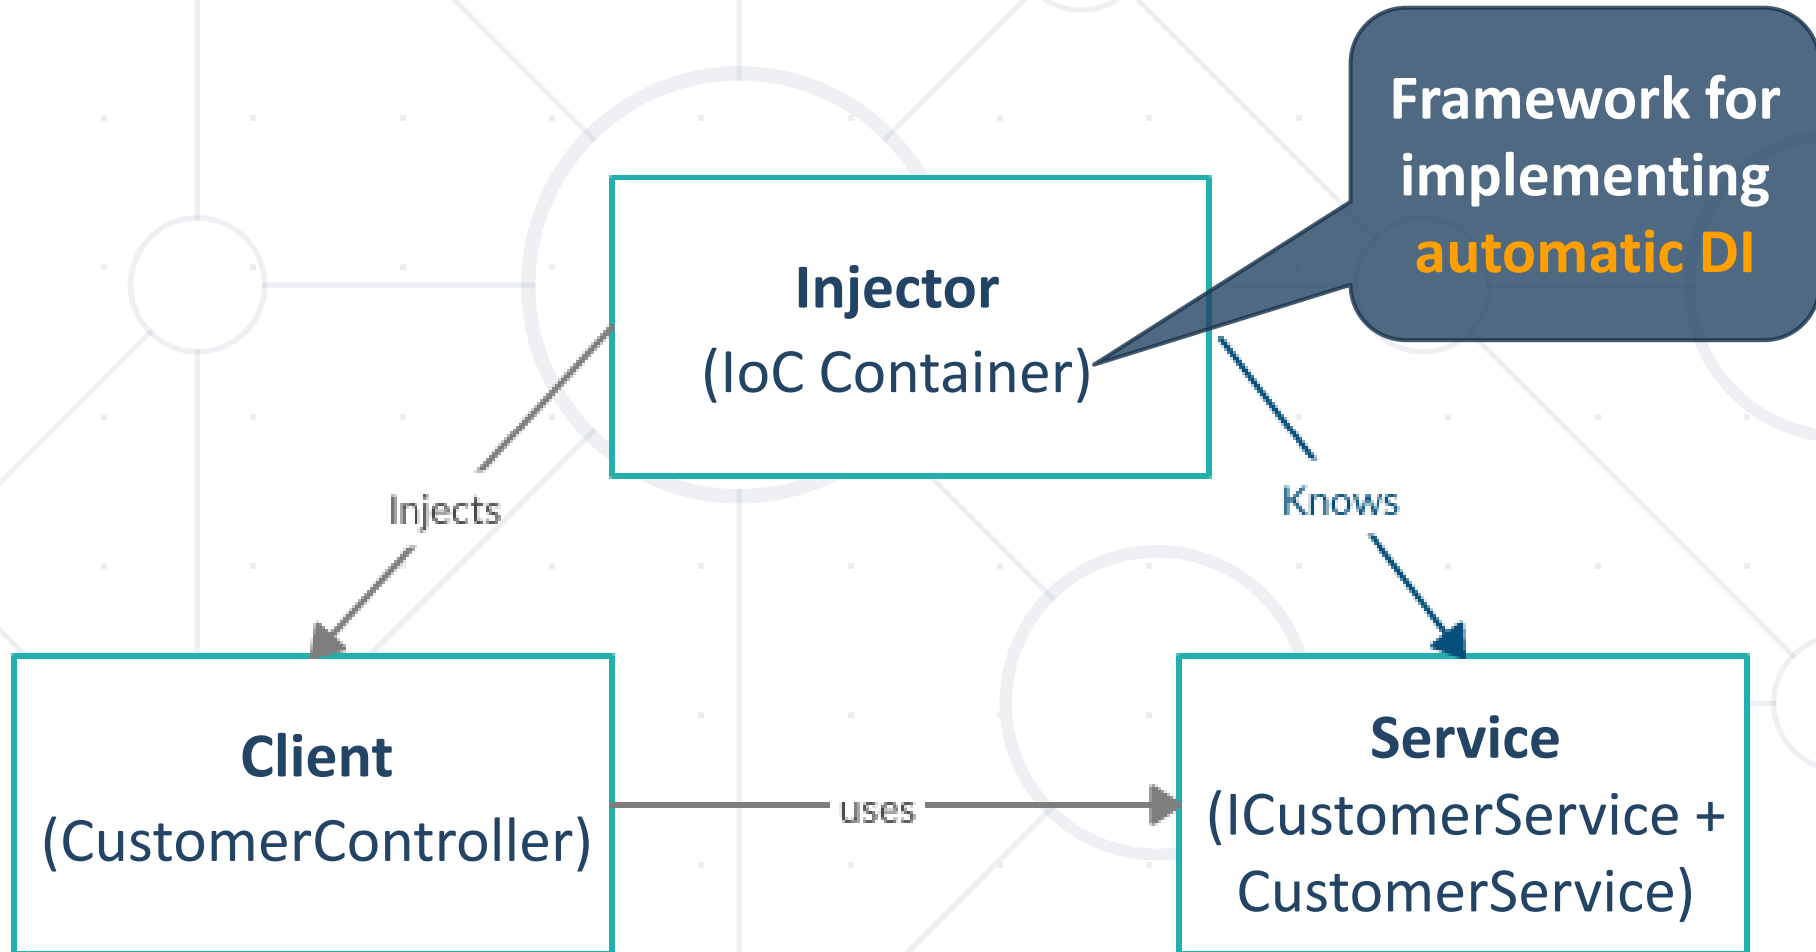 Framework for
implementing
automatic DI
Injector
(IoC Container)
Injects
Knows
Client
(CustomerController)
uses
Service
(ICustomerService +
CustomerService)